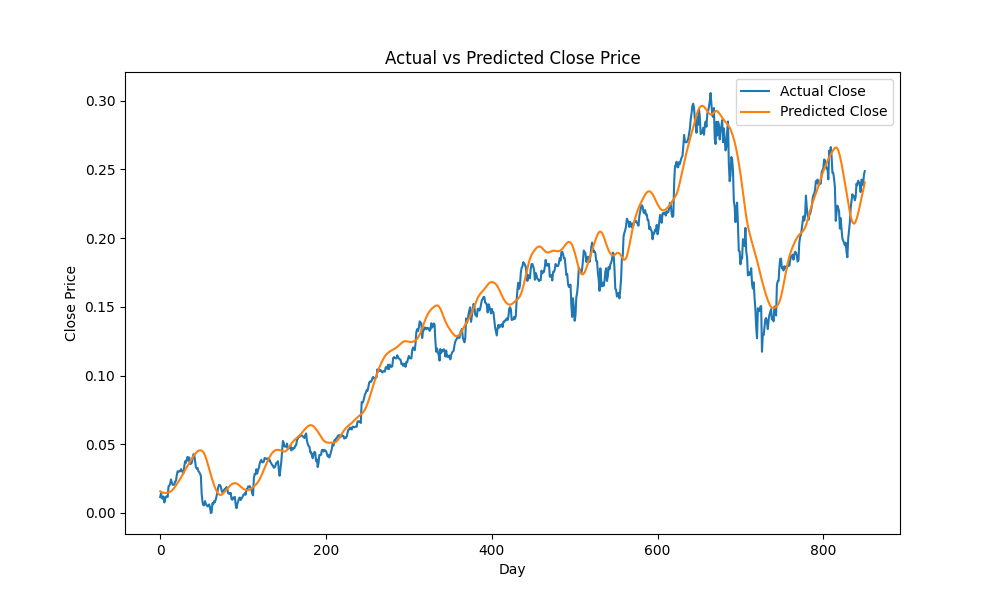 Actual vs Predicted Close Price
Actual Close
Predicted Close
0.30
0.25
0.20
0.15
0.10
0.05
0.00
Close Price
0 200 400 600 800
Day